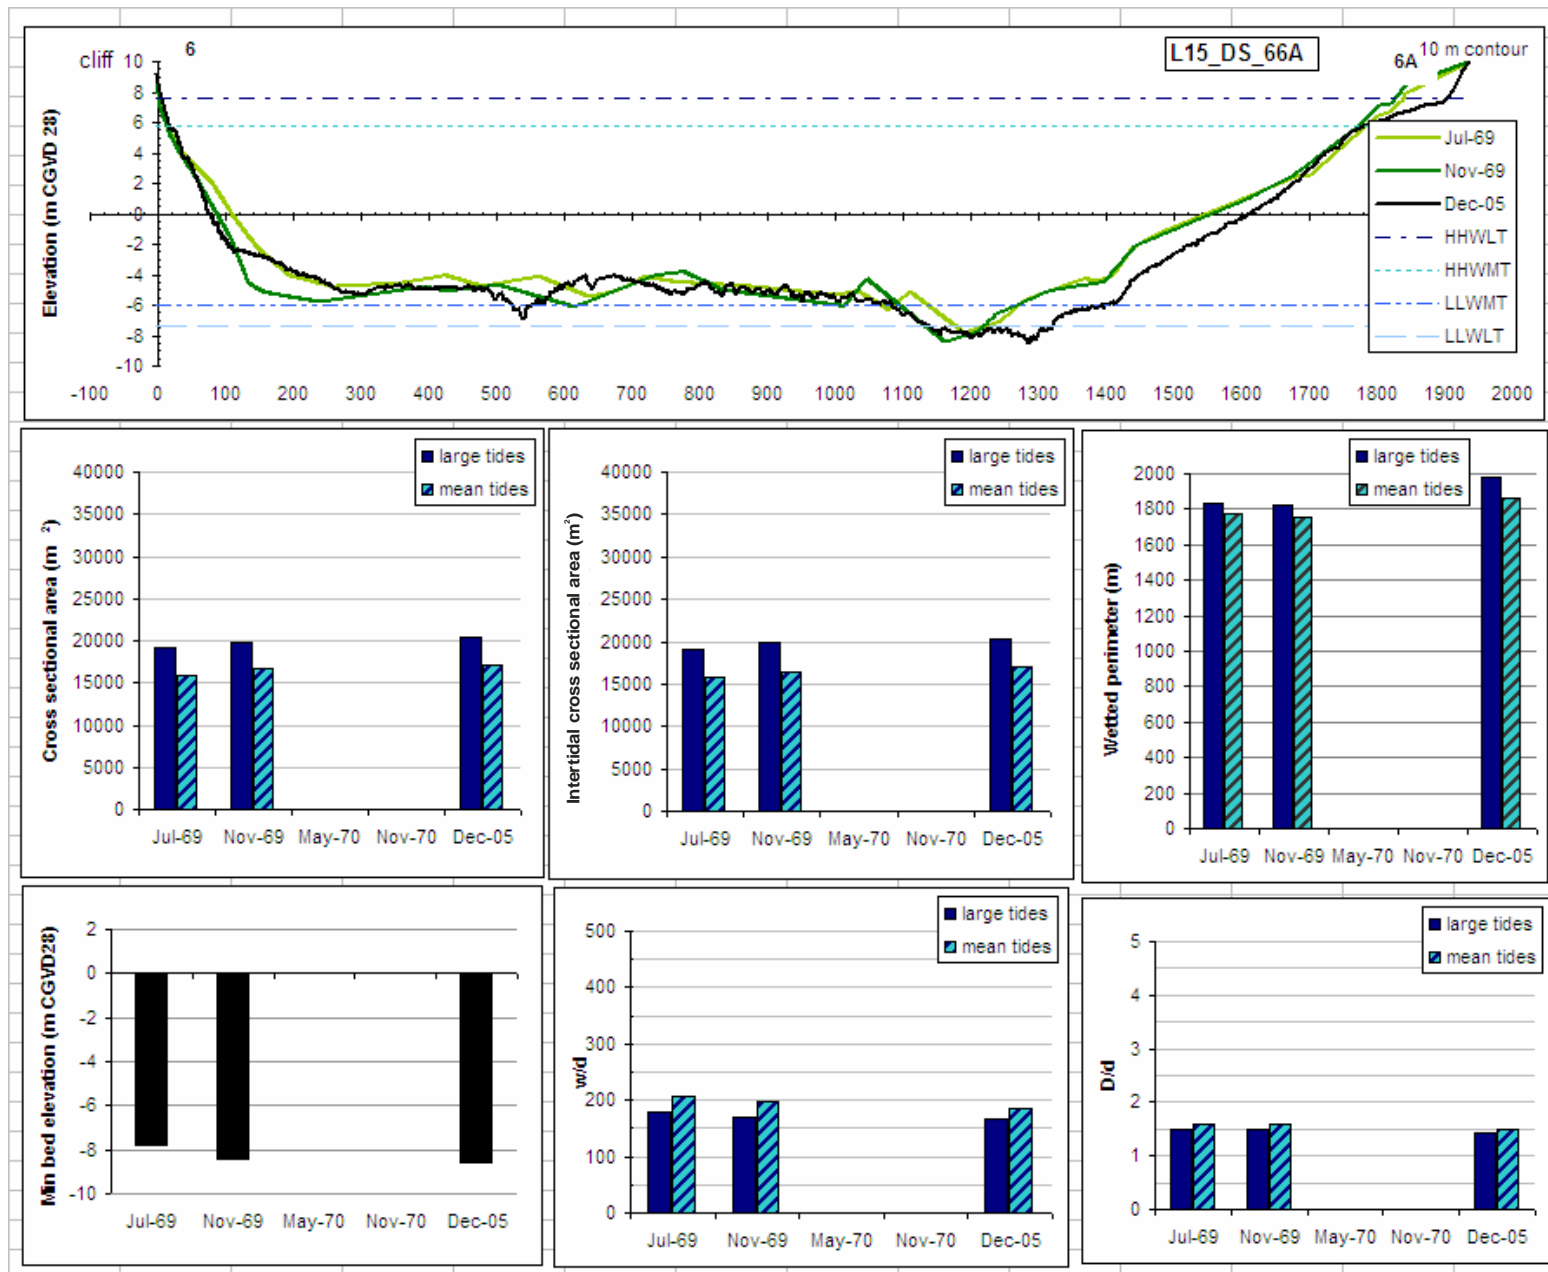 cliff
6
L15_DS_66A
6A
10 m contour
Elevation (m CGVD 28)
10
8
6
4
2
0
-2
-4
-6
-8
-10
-100 0 100 200 300 400 500 600 700 800 900 1000 1100 1200 1300 1400 1500 1600 1700 1800 1900 2000
Jul-69
Nov-69
Dec-05
HHWLT
HHWMT
LLWMT
LLWLT
large tides
mean tides
Cross sectional area (m ²)
40000
35000
30000
25000
20000
15000
10000
5000
0
Jul-69 Nov-69 May-70 Nov-70 Dec-05
large tides
mean tides
Intertidal cross sectional area (m²)
40000
35000
30000
25000
20000
15000
10000
5000
0
Jul-69 Nov-69 May-70 Nov-70 Dec-05
large tides
mean tides
Wetted perimeter (m)
2000
1800
1600
1400
1200
1000
800
600
400
200
0
Jul-69 Nov-69 May-70 Nov-70 Dec-05
Min bed elevation (m CGVD28)
2
0
-2
-4
-6
-8
-10
Jul-69 Nov-69 May-70 Nov-70 Dec-05
large tides
mean tides
w/d
500
400
300
200
100
0
Jul-69 Nov-69 May-70 Nov-70 Dec-05
large tides
mean tides
D/d
5
4
3
2
1
0
Jul-69 Nov-69 May-70 Nov-70 Dec-05